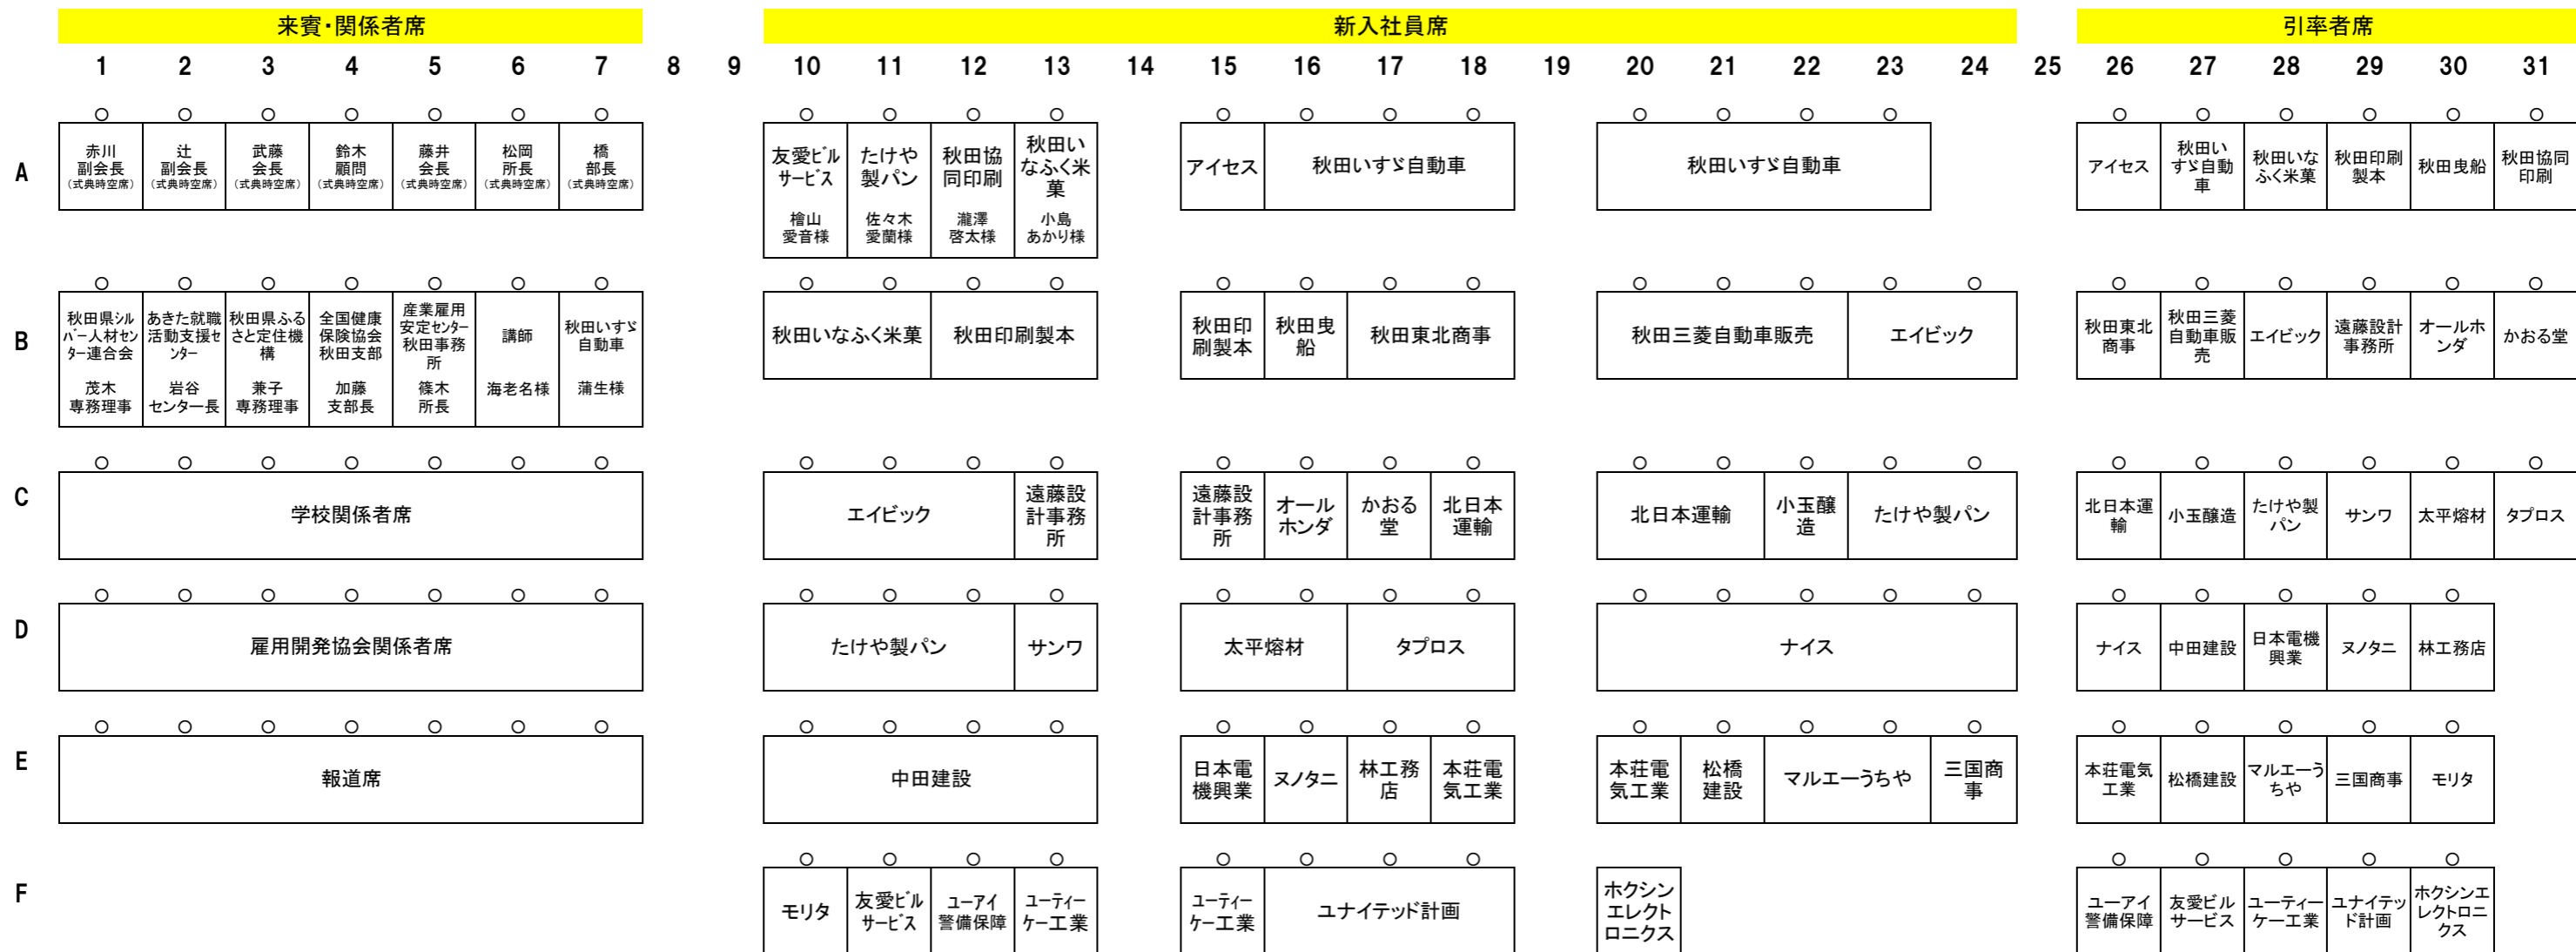 来賓・関係者席 新入社員席 引率者席
1 2 3 4 5 6 7 8 9 10 11 12 13 14 15 16 17 18 19 20 21 22 23 24 25 26 27 28 29 30 31
A
赤川
副会長
(式典時空席)
辻
副会長
(式典時空席)
武藤
会長
(式典時空席)
鈴木
顧問
(式典時空席)
藤井
会長
(式典時空席)
松岡
所長
(式典時空席)
橋
部長
(式典時空席)
友愛ビル
サービス
檜山
愛音様
たけや
製パン
佐々木
愛蘭様
秋田協
同印刷
瀧澤
啓太様
秋田い
なふく米
菓
小島
あかり様
アイセス
秋田いすゞ自動車
秋田いすゞ自動車
アイセス
秋田い
すゞ自動
車
秋田いな
ふく米菓
秋田印刷
製本
秋田曳船
秋田協同
印刷
B
秋田県シル
バー人材セン
ター連合会
茂木
専務理事
あきた就職
活動支援セ
ンター
岩谷
センター長
秋田県ふる
さと定住機
構
兼子
専務理事
全国健康
保険協会
秋田支部
加藤
支部長
産業雇用
安定センター
秋田事務
所
篠木
所長
講師
海老名様
秋田いすゞ
自動車
蒲生様
秋田いなふく米菓
秋田印刷製本
秋田印
刷製本
秋田曳
船
秋田東北商事
秋田三菱自動車販売
エイビック
秋田東北
商事
秋田三菱
自動車販
売
エイビック
遠藤設計
事務所
オールホ
ンダ
かおる堂
C
学校関係者席
エイビック
遠藤設
計事務
所
遠藤設
計事務
所
オール
ホンダ
かおる
堂
北日本
運輸
北日本運輸
小玉醸
造
たけや製パン
北日本運
輸
小玉醸造
たけや製
パン
サンワ
太平熔材
タプロス
D
雇用開発協会関係者席
たけや製パン
サンワ
太平熔材
タプロス
ナイス
ナイス
中田建設
日本電機
興業
ヌノタニ
林工務店
E
報道席
中田建設
日本電
機興業
ヌノタニ
林工務
店
本荘電
気工業
本荘電
気工業
松橋
建設
マルエーうちや
三国商
事
本荘電気
工業
松橋建設
マルエーう
ちや
三国商事
モリタ
F
モリタ
友愛ビル
サービス
ユーアイ
警備保障
ユーティー
ケー工業
ユーティー
ケー工業
ユナイテッド計画
ホクシン
エレクト
ロニクス
ユーアイ
警備保障
友愛ビル
サービス
ユーティー
ケー工業
ユナイテッ
ド計画
ホクシンエ
レクトロニ
クス